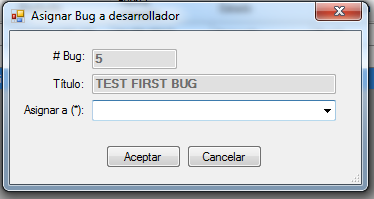 Asignar Bug a desarrollador
# Bug: 5
Título: TEST FIRST BUG
Asignar a (*):
Aceptar Cancelar